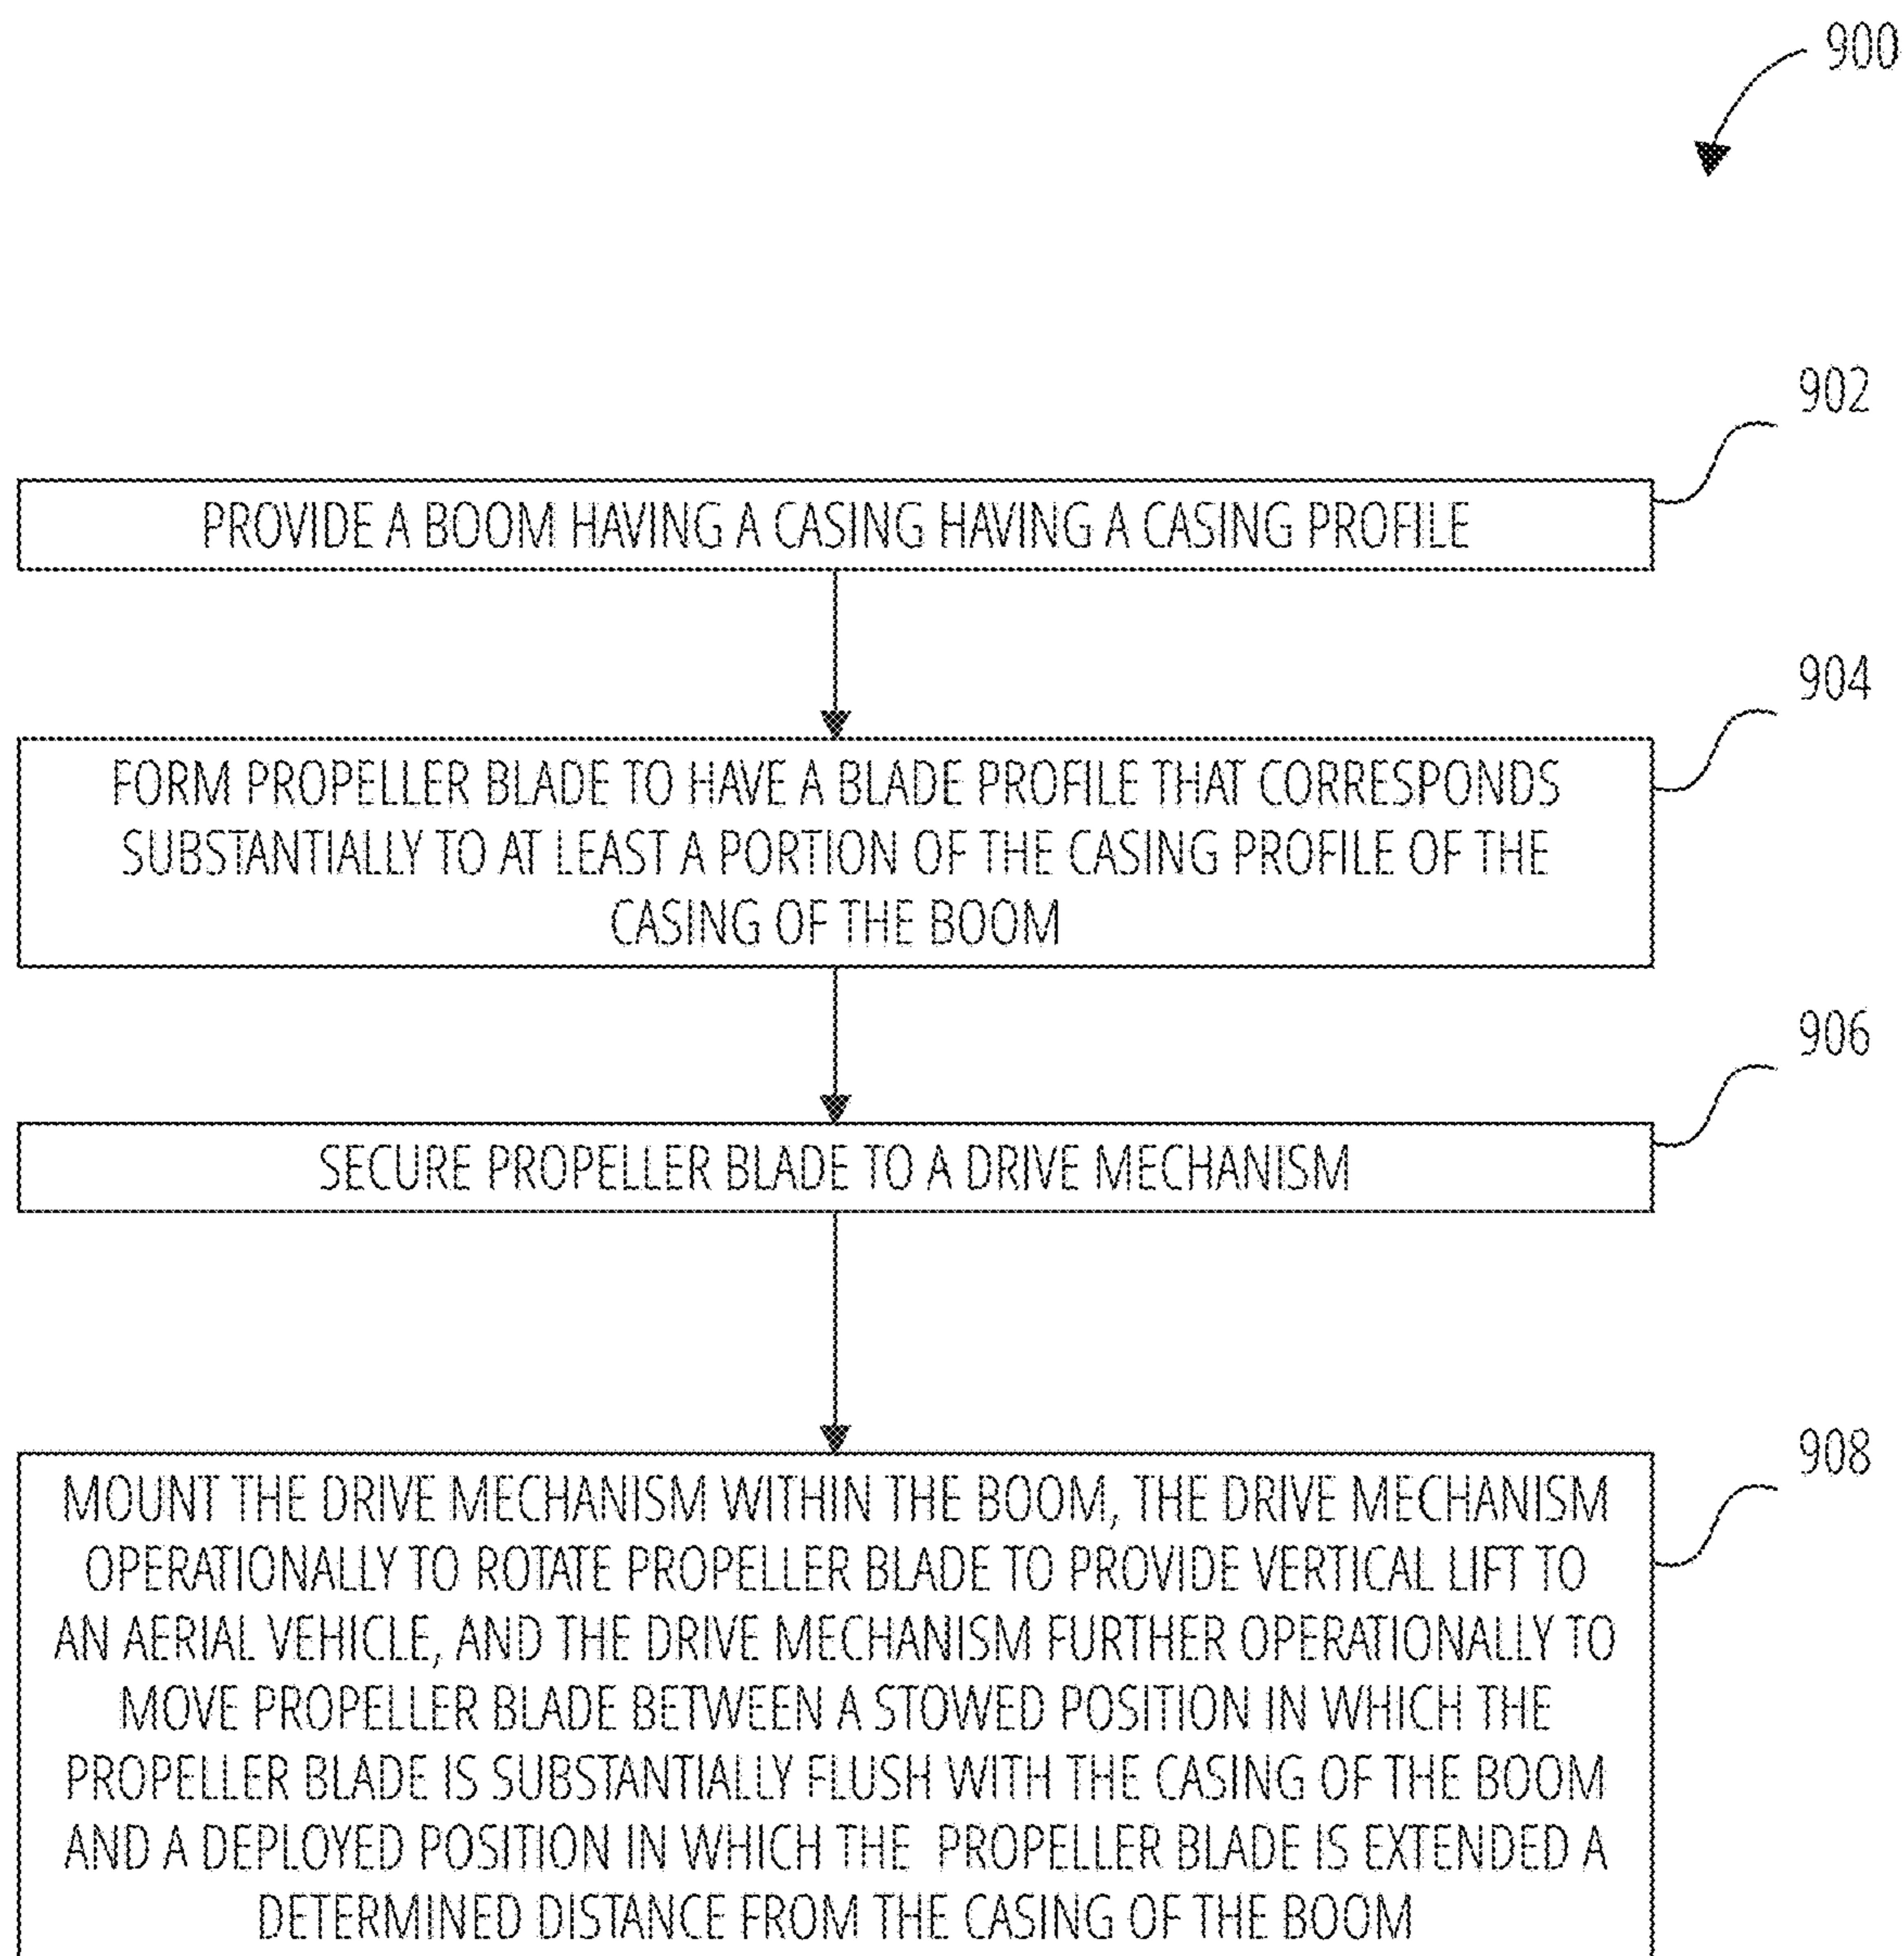 900
902
PROVIDE A BOOM HAVING A CASING HAVING A CASING PROFILE
904
FORM PROPELLER BLADE TO HAVE A BLADE PROFILE THAT CORRESPONDS
SUBSTANTIALLY TO AT LEAST A PORTION OF THE CASING PROFILE OF THE
CASING OF THE BOOM
906
SECURE PROPELLER BLADE TO A DRIVE MECHANISM
908
MOUNT THE DRIVE MECHANISM WITHIN THE BOOM, THE DRIVE MECHANISM
OPERATIONALLY TO ROTATE PROPELLER BLADE TO PROVIDE VERTICAL LIFT TO
AN AERIAL VEHICLE, AND THE DRIVE MECHANISM FURTHER OPERATIONALLY TO
MOVE PROPELLER BLADE BETWEEN A STOWED POSITION IN WHICH THE
PROPELLER BLADE IS SUBSTANTIALLY FLUSH WITH THE CASING OF THE BOOM
AND A DEPLOYED POSITION IN WHICH THE PROPELLER BLADE IS EXTENDED A
DETERMINED DISTANCE FROM THE CASING OF THE BOOM